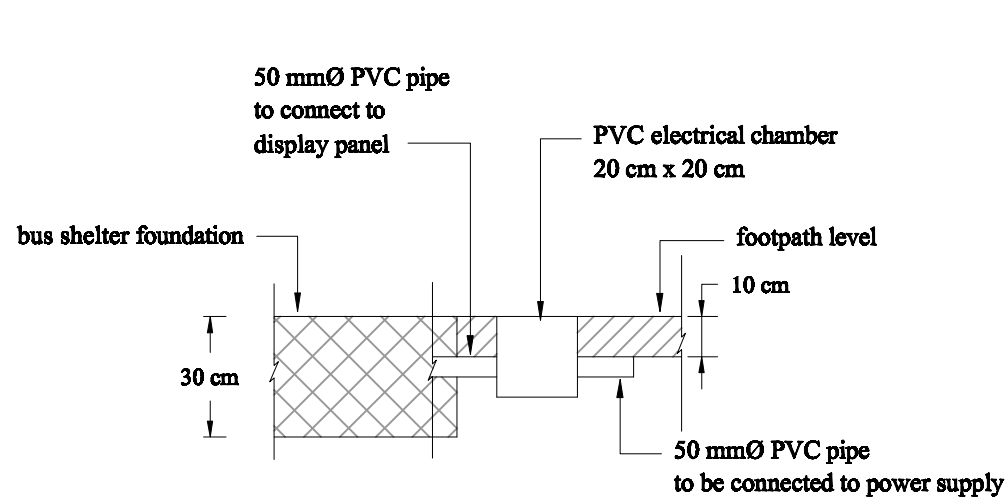 50 mmØ PVC pipe
to connect to
display panel
PVC electrical chamber
20 cm x 20 cm
bus shelter foundation
footpath level
10 cm
30 cm
50 mmØ PVC pipe
to be connected to power supply